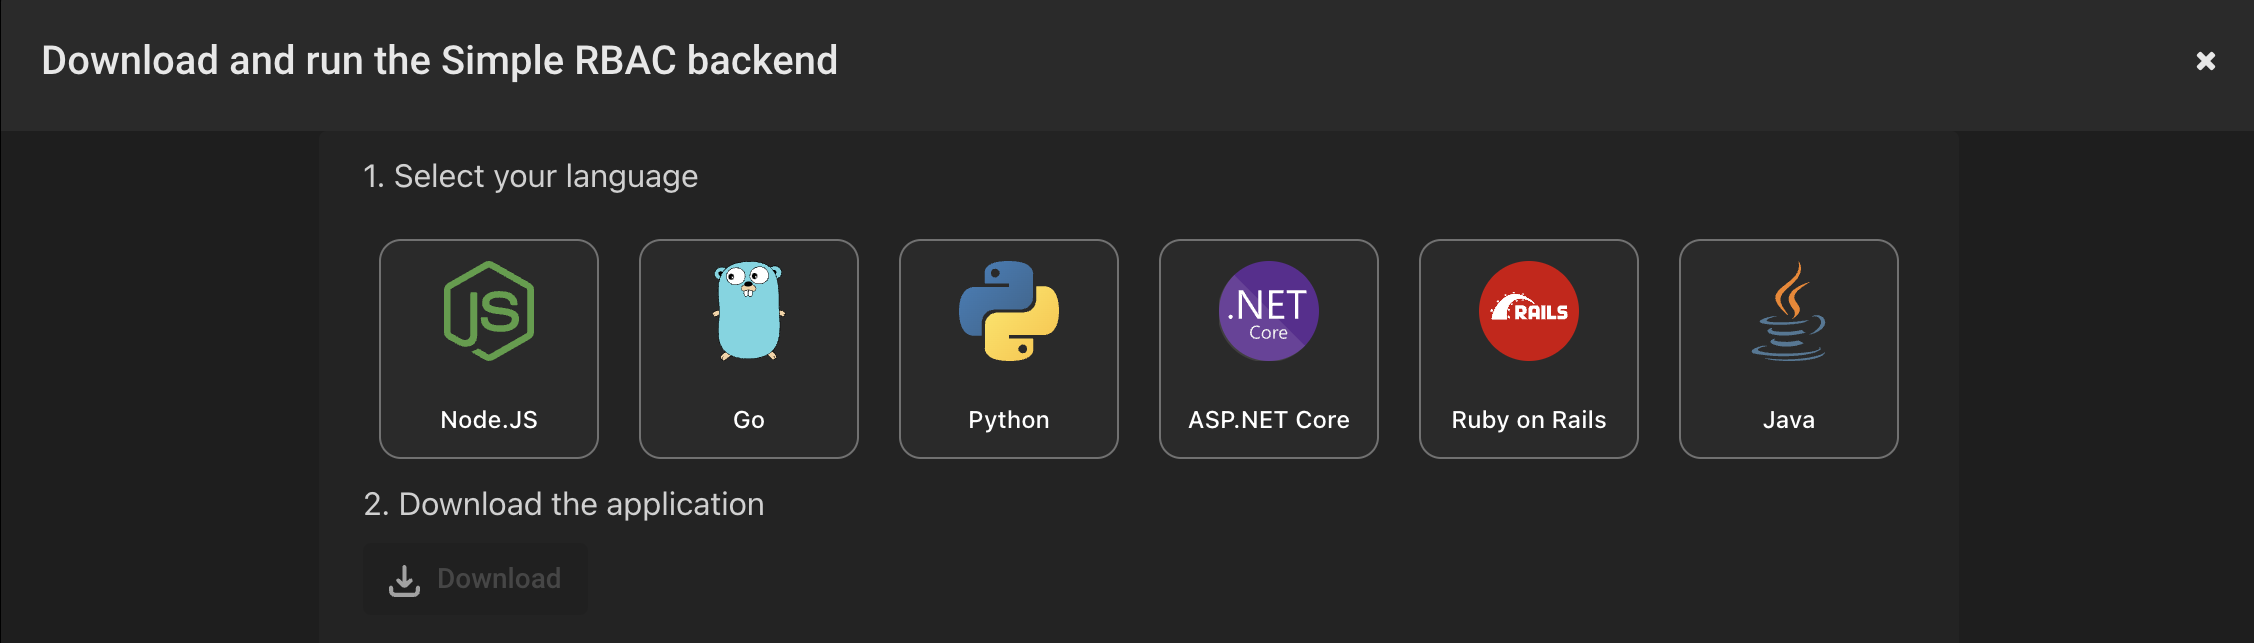 Download and run the Simple RBAC backend
1. Select your language
JS
.NET
Core
RAILS
Node.JS
Go
Python
ASP.NET Core
Ruby on Rails
Java
2. Download the application
Download